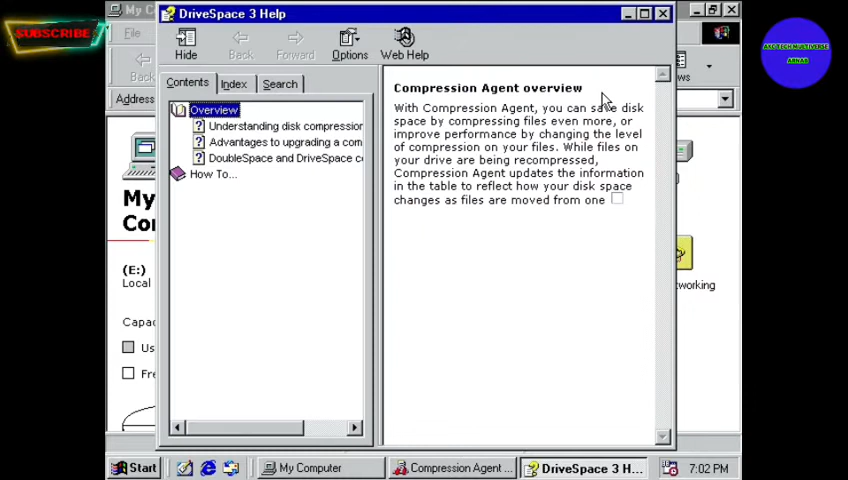 SUBSCRIBE
My C
DriveSpace 3 Help
ASOTECH MULTIVERSE
ARNAB
File
Hide
Back
Forward
Options
Web Help
Back
ws
Address
Contents
Index
Search
Overview
Understanding disk compression
Advantages to upgrading a com
DoubleSpace and DriveSpace c
How To...
Compression Agent overview
With Compression Agent, you can save disk
space by compressing files even more, or
improve performance by changing the level
of compression on your files. While files on
your drive are being recompressed,
Compression Agent updates the information
in the table to reflect how your disk space
changes as files are moved from one
My
Co
(E:)
Local
Capac
Us
Fre
tworking
Start
My Computer
Compression Agent ...
DriveSpace 3 H...
7:02 PM